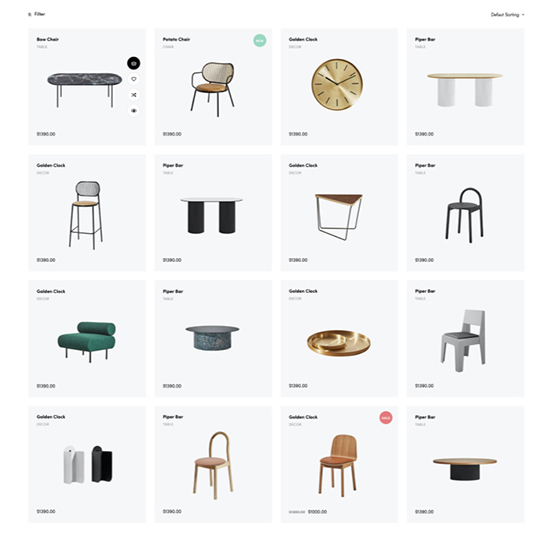 Filter
Default Sorting
Bow Chair
TABLE
$1390.00
Potato Chair
CHAIR
NEW
$1390.00
Golden Clock
DECOR
$1390.00
Piper Bar
TABLE
$1390.00
Golden Clock
DECOR
$1390.00
Piper Bar
TABLE
$1390.00
Golden Clock
DECOR
$1390.00
Piper Bar
TABLE
$1390.00
Golden Clock
DECOR
$1390.00
Piper Bar
TABLE
$1390.00
Golden Clock
DECOR
$1390.00
Piper Bar
TABLE
$1390.00
Golden Clock
DECOR
$1390.00
Piper Bar
TABLE
$1390.00
Golden Clock
DECOR
SALE
$1000.00
Piper Bar
TABLE
$1390.00